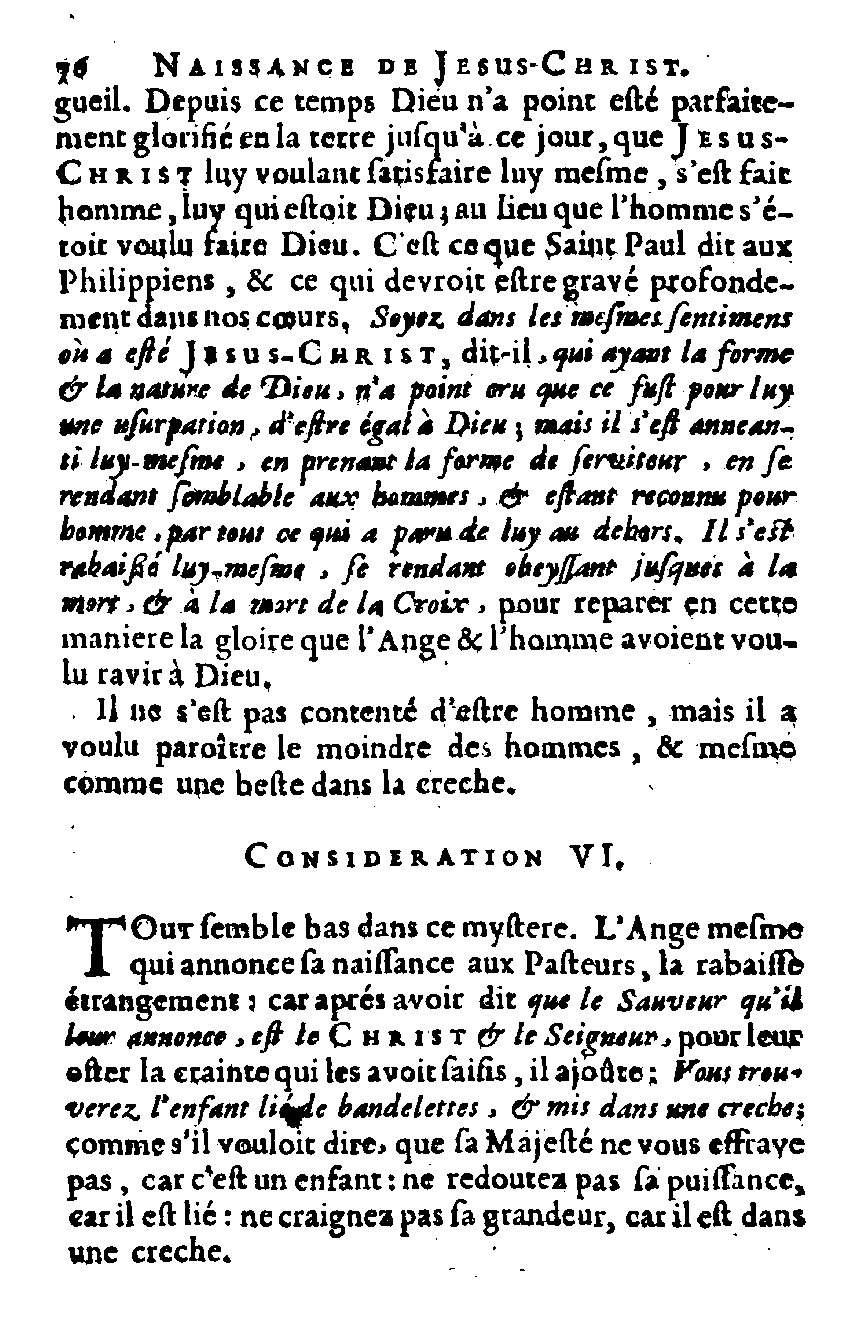 76 NAISSANCE DE JESUS-CHRIST.
gueil. Depuis ce temps Dieu n'a point eſté parfaite-
ment glorifié en la terre juſqu'à ce jour, que JESUS-
CHRIST luy voulant ſatisfaire luy meſme, s'eſt fait
homme, luy qui eſtoit Dieu; au lieu que l'homme s'é-
toit voulu faire Dieu. C'eſt ce que Saint Paul dit aux
Philippiens, & ce qui devroit eſtre gravé profonde-
ment dans nos cœurs, Soyez dans les meſmes ſentimens
où a eſté JESUS-CHRIST, dit-il, qui ayant la forme
& la nature de Dieu, n'a point cru que ce fuſt pour luy
une uſurpation, d'eſtre égal à Dieu; mais il s'eſt annean-
ti luy-meſme, en prenant la forme de ſerviteur, en ſe
rendant ſemblable aux hommes, & eſtant reconnu pour
homme, par tout ce qui a paru de luy au dehors. Il s'eſt
rabaiſſé luy-meſme, ſe rendant obeyſſant juſques à la
mort, & à la mort de la Croix, pour reparer en cette
maniere la gloire que l'Ange & l'homme avoient vou-
lu ravir à Dieu.
Il ne s'eſt pas contenté d'eſtre homme, mais il a
voulu paroître le moindre des hommes, & meſme
comme une beſte dans la creche.
CONSIDERATION VI.
TOUT ſemble bas dans ce myſtere. L'Ange meſme
qui annonce ſa naiſſance aux Paſteurs, la rabaiſſe
étrangement; car aprés avoir dit que le Sauveur qu'il
leur annonce, eſt le CHRIST & le Seigneur, pour leur
oſter la crainte qui les avoit ſaiſis, il ajoûte; Vous trou-
verez l'enfant lié de bandelettes, & mis dans une creche;
comme s'il vouloit dire, que ſa Majeſté ne vous effraye
pas, car c'eſt un enfant: ne redoutez pas ſa puiſſance,
car il eſt lié: ne craignez pas ſa grandeur, car il eſt dans
une creche.